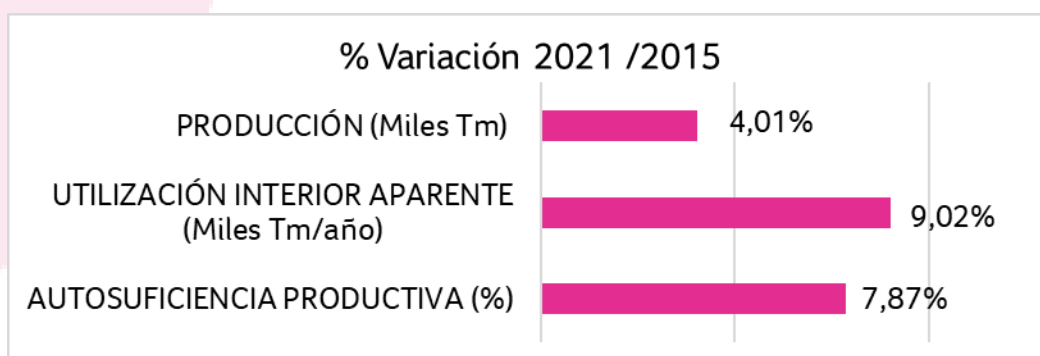 % Variación 2021 /2015
PRODUCCIÓN (Miles Tm)
4,01%
UTILIZACIÓN INTERIOR APARENTE
(Miles Tm/año)
9,02%
AUTOSUFICIENCIA PRODUCTIVA (%)
7,87%